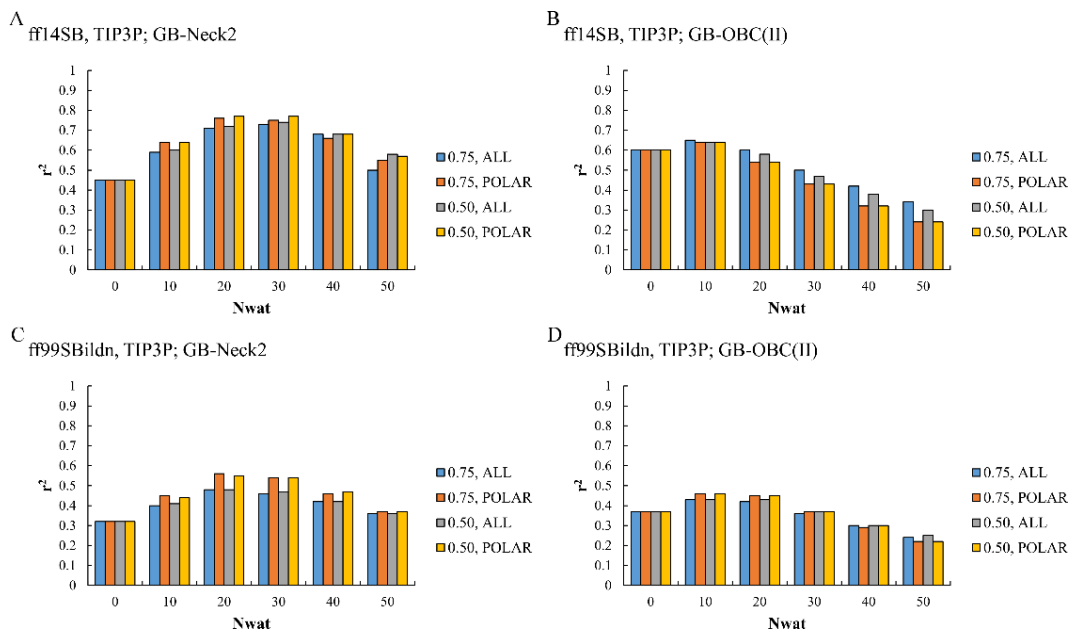 A
ff14SB, TIP3P; GB-Neck2
1
0.9
0.8
0.7
0.6
0.5
0.4
0.3
0.2
0.1
0
r²
0 10 20 30 40 50
Nwat
0.75, ALL
0.75, POLAR
0.50, ALL
0.50, POLAR
B
ff14SB, TIP3P; GB-OBC(II)
1
0.9
0.8
0.7
0.6
0.5
0.4
0.3
0.2
0.1
0
r²
0 10 20 30 40 50
Nwat
0.75, ALL
0.75, POLAR
0.50, ALL
0.50, POLAR
C
ff99SBildn, TIP3P; GB-Neck2
1
0.9
0.8
0.7
0.6
0.5
0.4
0.3
0.2
0.1
0
r²
0 10 20 30 40 50
Nwat
0.75, ALL
0.75, POLAR
0.50, ALL
0.50, POLAR
D
ff99SBildn, TIP3P; GB-OBC(II)
1
0.9
0.8
0.7
0.6
0.5
0.4
0.3
0.2
0.1
0
r²
0 10 20 30 40 50
Nwat
0.75, ALL
0.75, POLAR
0.50, ALL
0.50, POLAR